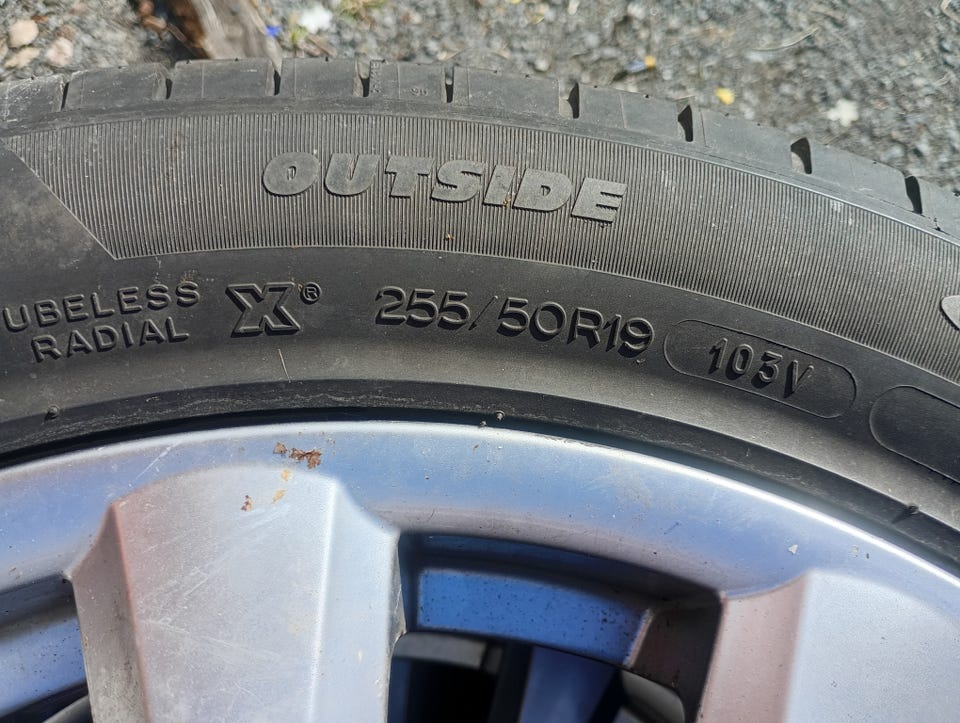 OUTSIDE
UBELESS
RADIAL
X®
255/50R19
103V